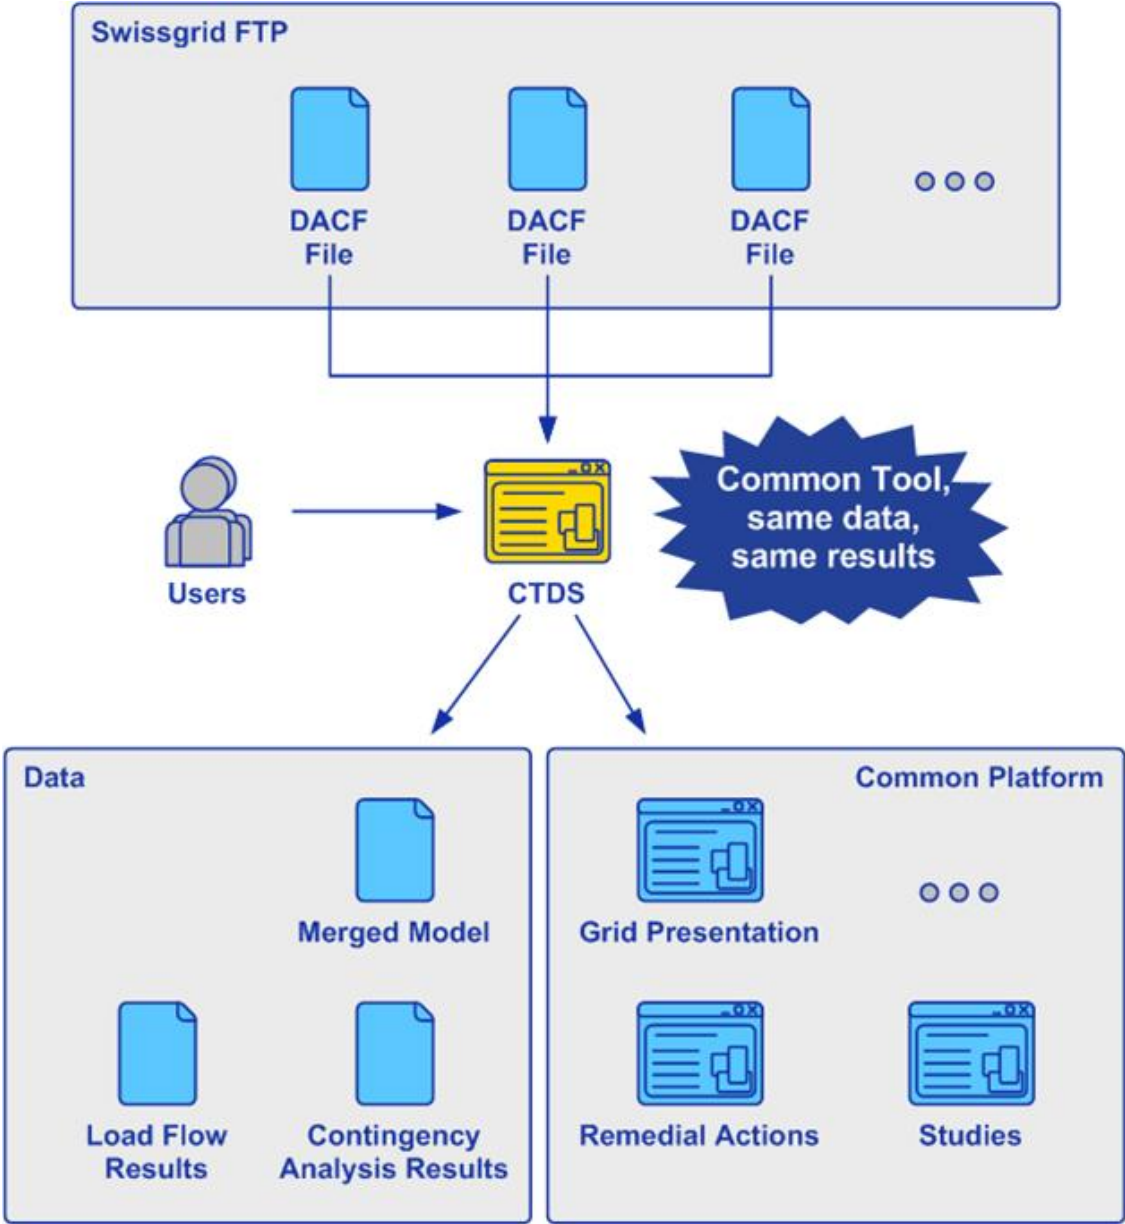 Swissgrid FTP
DACF
File
DACF
File
DACF
File
Common Tool,
same data,
same results
Users
CTDS
Data
Merged Model
Load Flow
Results
Contingency
Analysis Results
Common Platform
Grid Presentation
Remedial Actions
Studies